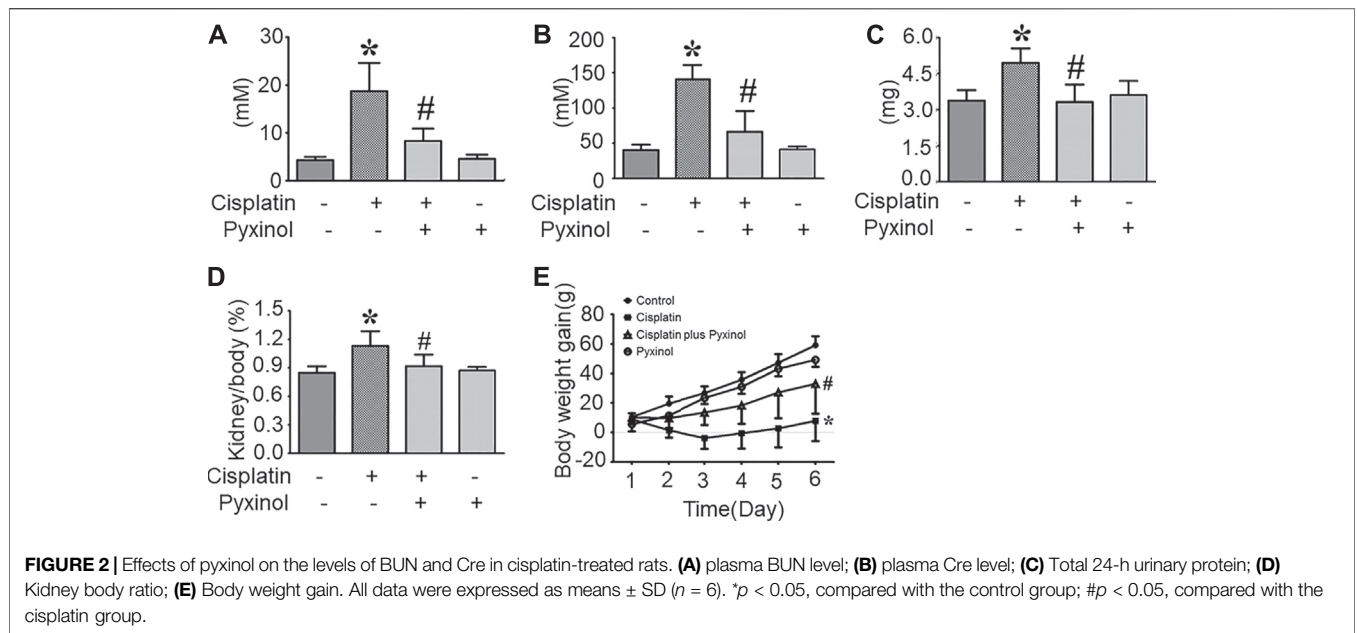 A
B
C
30
20
10
0
(mM)
*
#
200
150
100
50
0
(mM)
*
#
6.0
4.5
3.0
1.5
0.0
(mg)
*
#
Cisplatin - + + -
Pyxinol - - + +
Cisplatin - + + -
Pyxinol - - + +
Cisplatin - + + -
Pyxinol - - + +
D
E
1.5
1.2
0.9
0.6
0.3
0.0
Kidney/body (%)
*
#
Cisplatin - + + -
Pyxinol - - + +
Body weight gain(g)
80
60
40
20
0
-20
Control
Cisplatin
Cisplatin plus Pyxinol
Pyxinol
#
*
1 2 3 4 5 6
Time(Day)
FIGURE 2 | Effects of pyxinol on the levels of BUN and Cre in cisplatin-treated rats. (A) plasma BUN level; (B) plasma Cre level; (C) Total 24-h urinary protein; (D)
Kidney body ratio; (E) Body weight gain. All data were expressed as means ± SD (n = 6). *p < 0.05, compared with the control group; #p < 0.05, compared with the
cisplatin group.